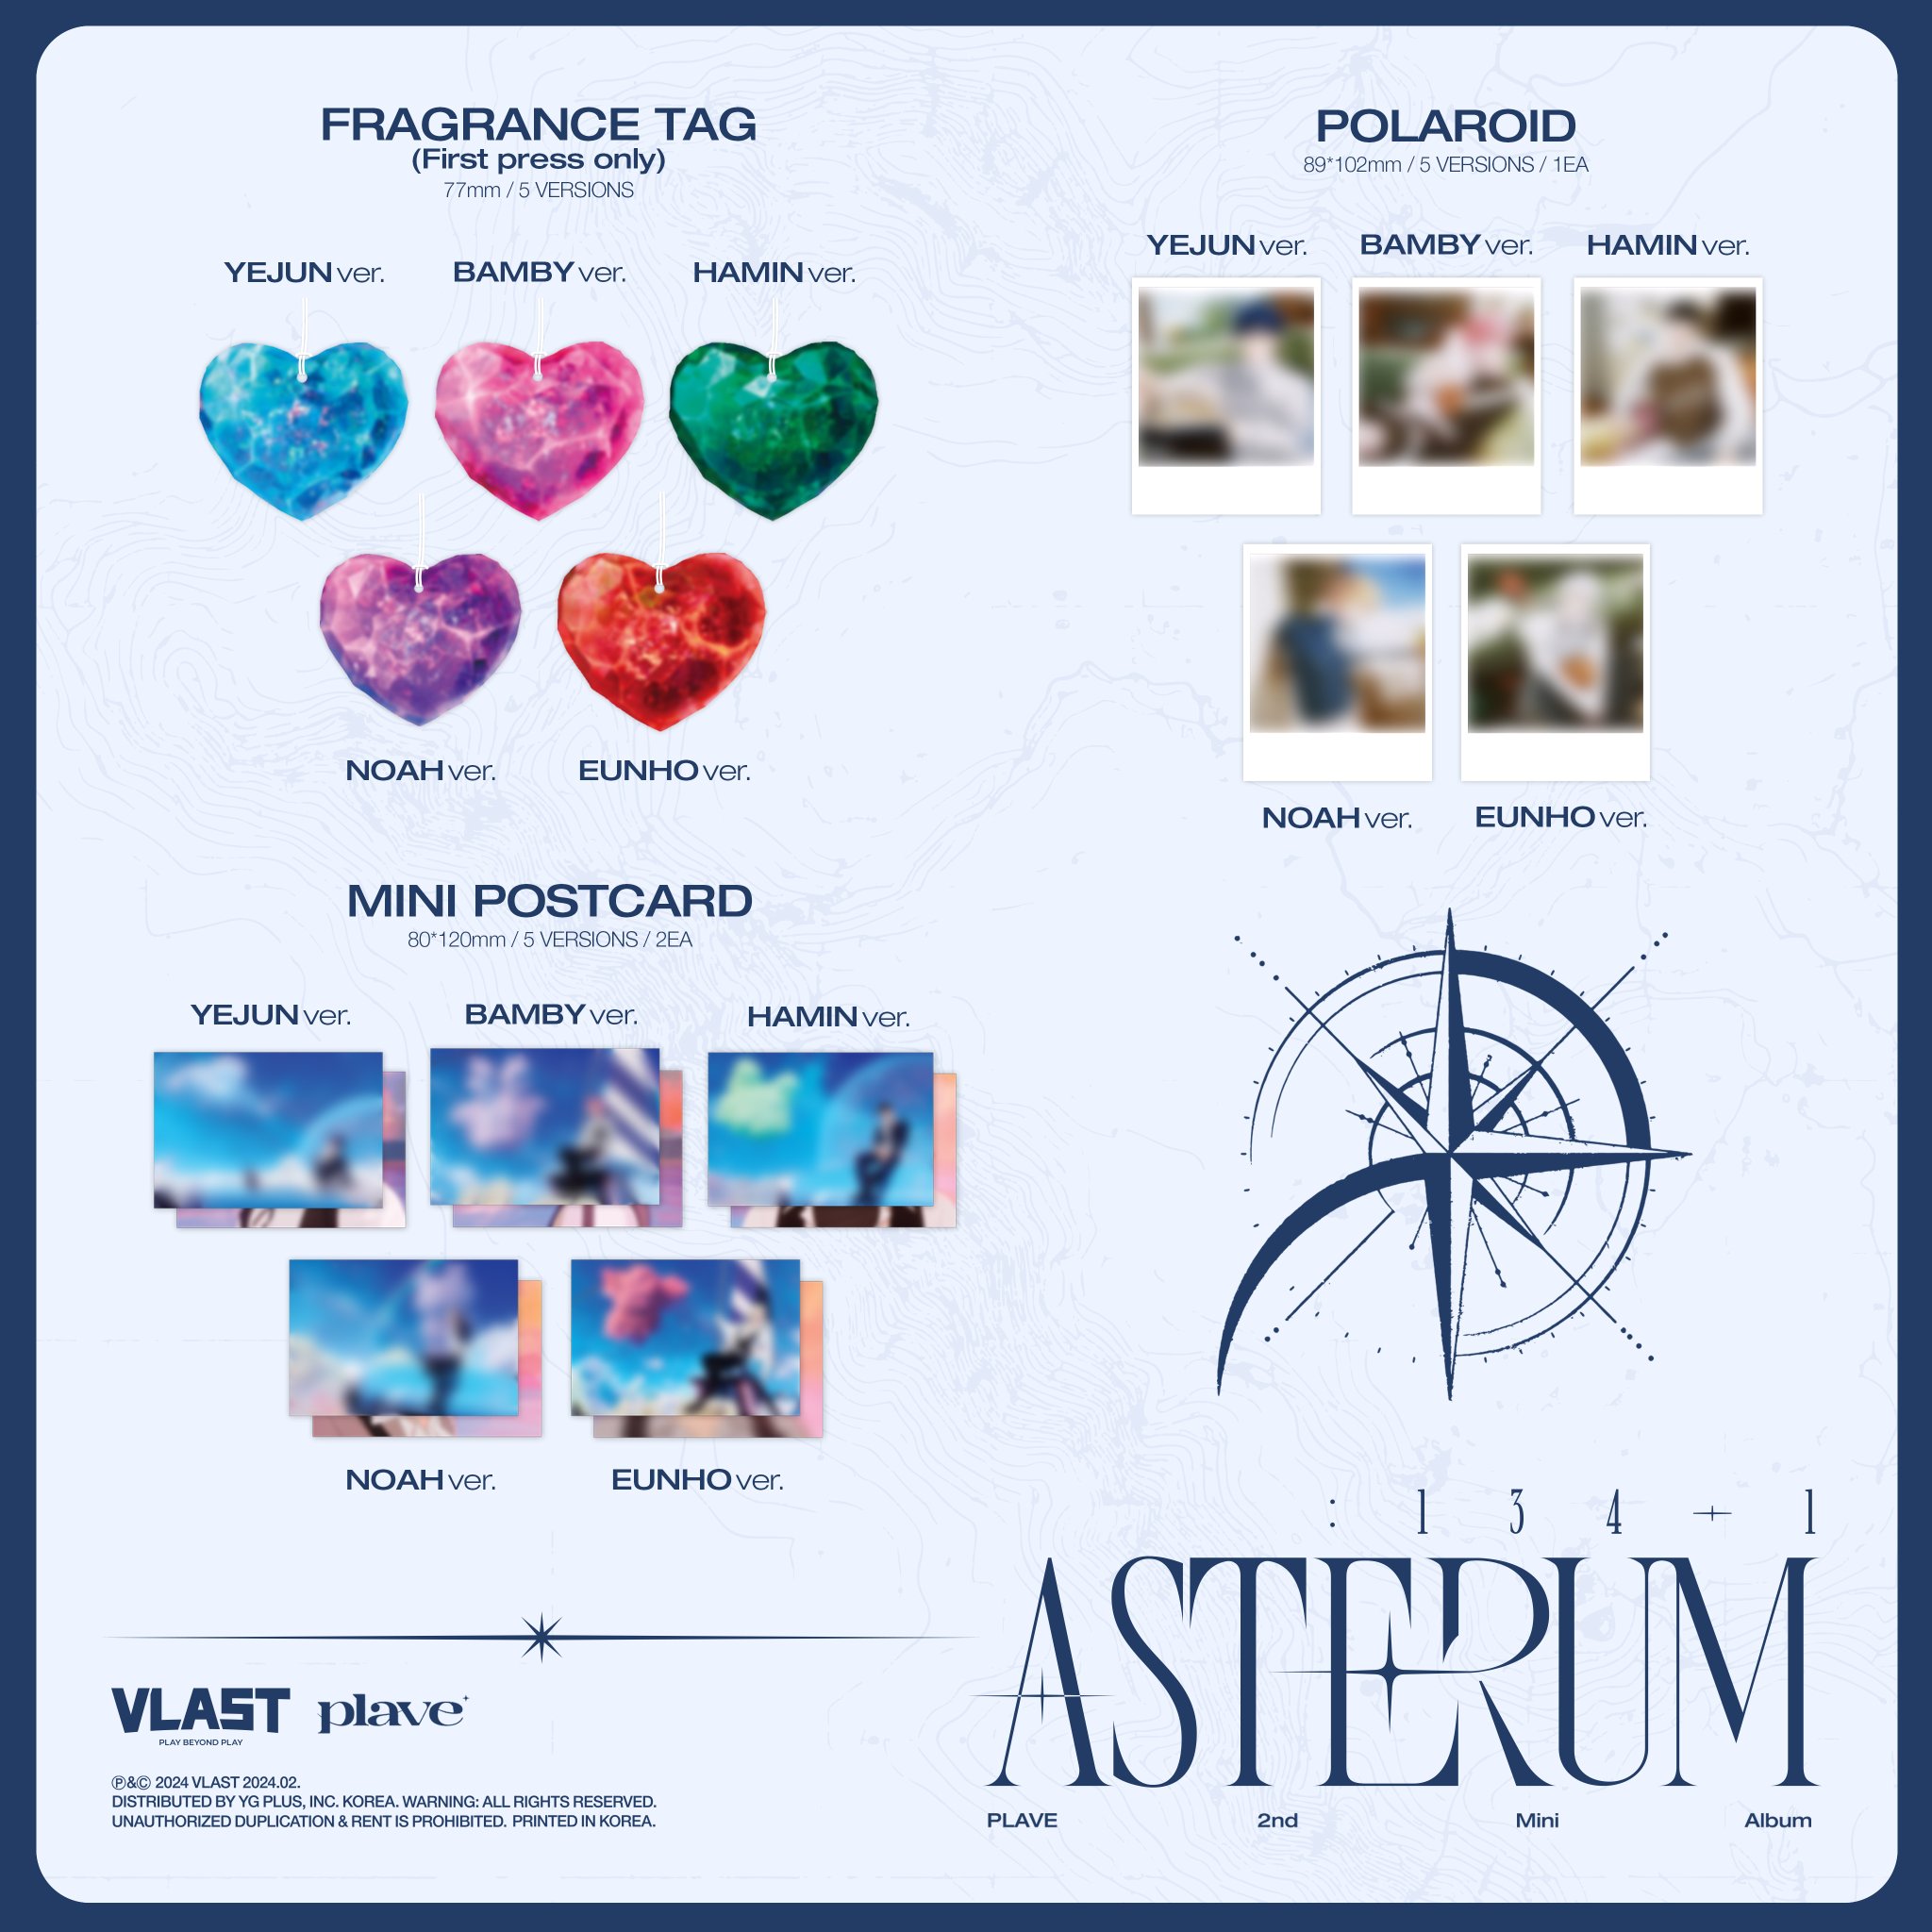 FRAGRANCE TAG
(First press only)
77mm / 5 VERSIONS
YEJUN ver.
BAMBY ver.
HAMIN ver.
NOAH ver.
EUNHO ver.
POLAROID
89*102mm / 5 VERSIONS / 1EA
YEJUN ver.
BAMBY ver.
HAMIN ver.
NOAH ver.
EUNHO ver.
MINI POSTCARD
80*120mm / 5 VERSIONS / 2EA
YEJUN ver.
BAMBY ver.
HAMIN ver.
NOAH ver.
EUNHO ver.
: 1 3 4 - 1
ASTERUM
PLAVE 2nd Mini Album
VLAST
PLAY BEYOND PLAY
plave
Ⓟ&Ⓒ 2024 VLAST 2024.02.
DISTRIBUTED BY YG PLUS, INC. KOREA. WARNING: ALL RIGHTS RESERVED.
UNAUTHORIZED DUPLICATION & RENT IS PROHIBITED. PRINTED IN KOREA.